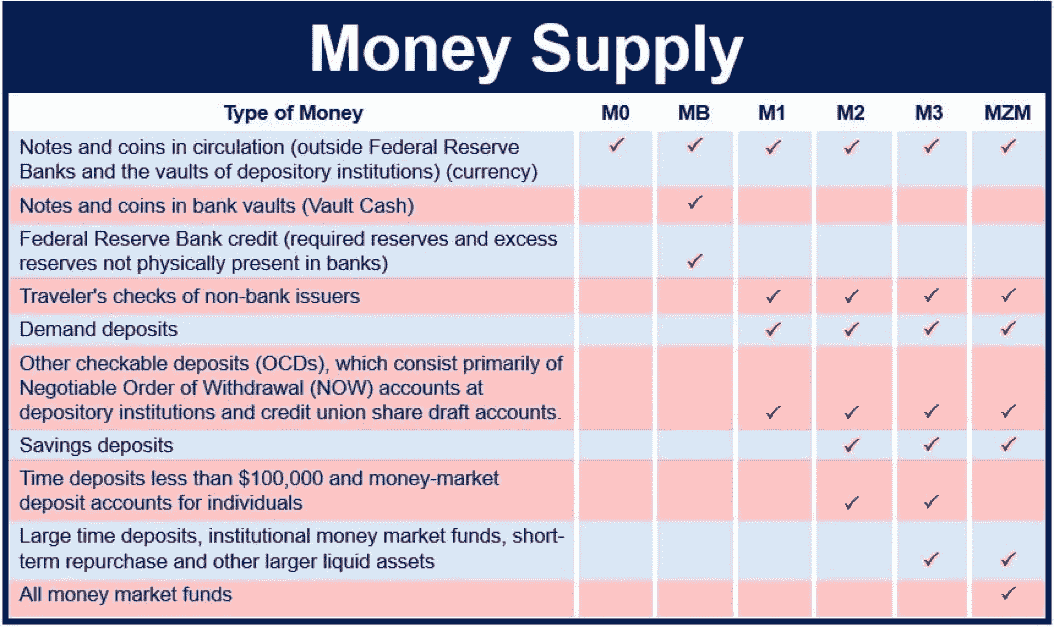 Money Supply
Type of Money M0 MB M1 M2 M3 MZM
Notes and coins in circulation (outside Federal Reserve ✓ ✓ ✓ ✓ ✓ ✓
Banks and the vaults of depository institutions) (currency)
Notes and coins in bank vaults (Vault Cash) ✓
Federal Reserve Bank credit (required reserves and excess
reserves not physically present in banks) ✓
Traveler's checks of non-bank issuers ✓ ✓ ✓ ✓
Demand deposits ✓ ✓ ✓ ✓
Other checkable deposits (OCDs), which consist primarily of
Negotiable Order of Withdrawal (NOW) accounts at
depository institutions and credit union share draft accounts. ✓ ✓ ✓ ✓
Savings deposits ✓ ✓ ✓
Time deposits less than $100,000 and money-market
deposit accounts for individuals ✓ ✓
Large time deposits, institutional money market funds, short-
term repurchase and other larger liquid assets ✓ ✓
All money market funds ✓